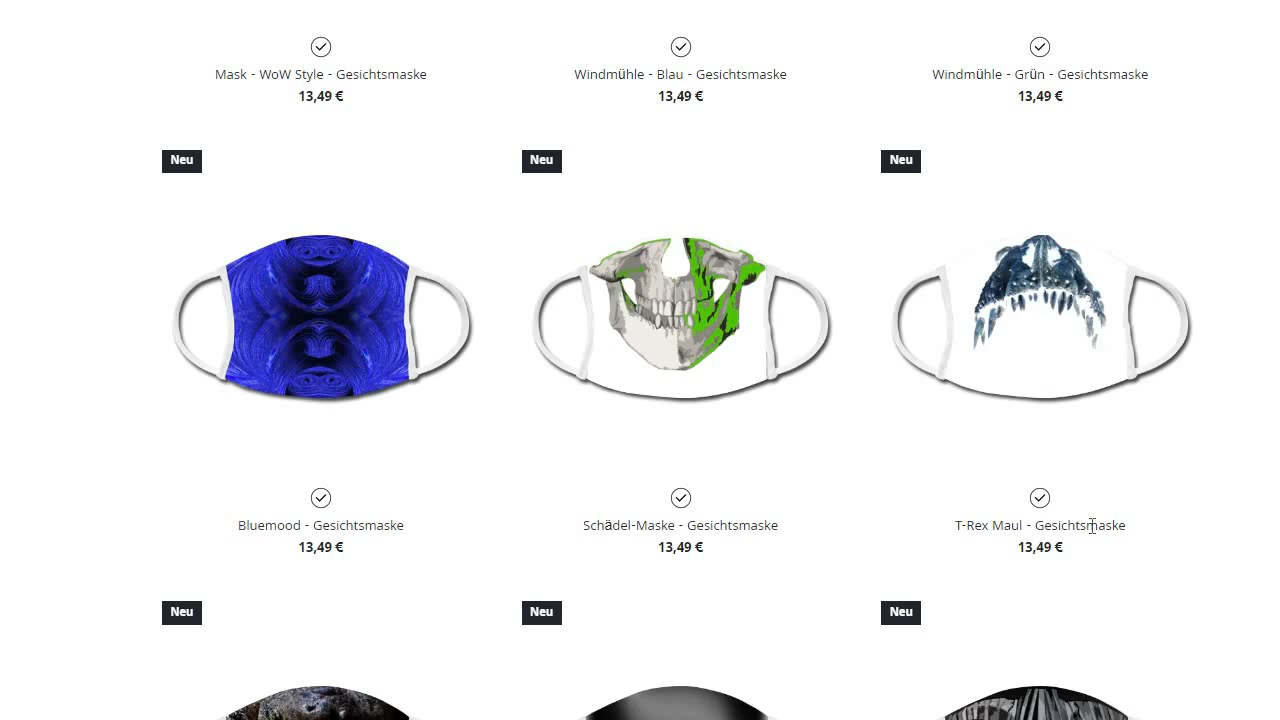 Mask - WoW Style - Gesichtsmaske
13,49 €
Windmühle - Blau - Gesichtsmaske
13,49 €
Windmühle - Grün - Gesichtsmaske
13,49 €
Neu
Neu
Neu
Bluemood - Gesichtsmaske
13,49 €
Schädel-Maske - Gesichtsmaske
13,49 €
T-Rex Maul - Gesichtsmaske
13,49 €
Neu
Neu
Neu